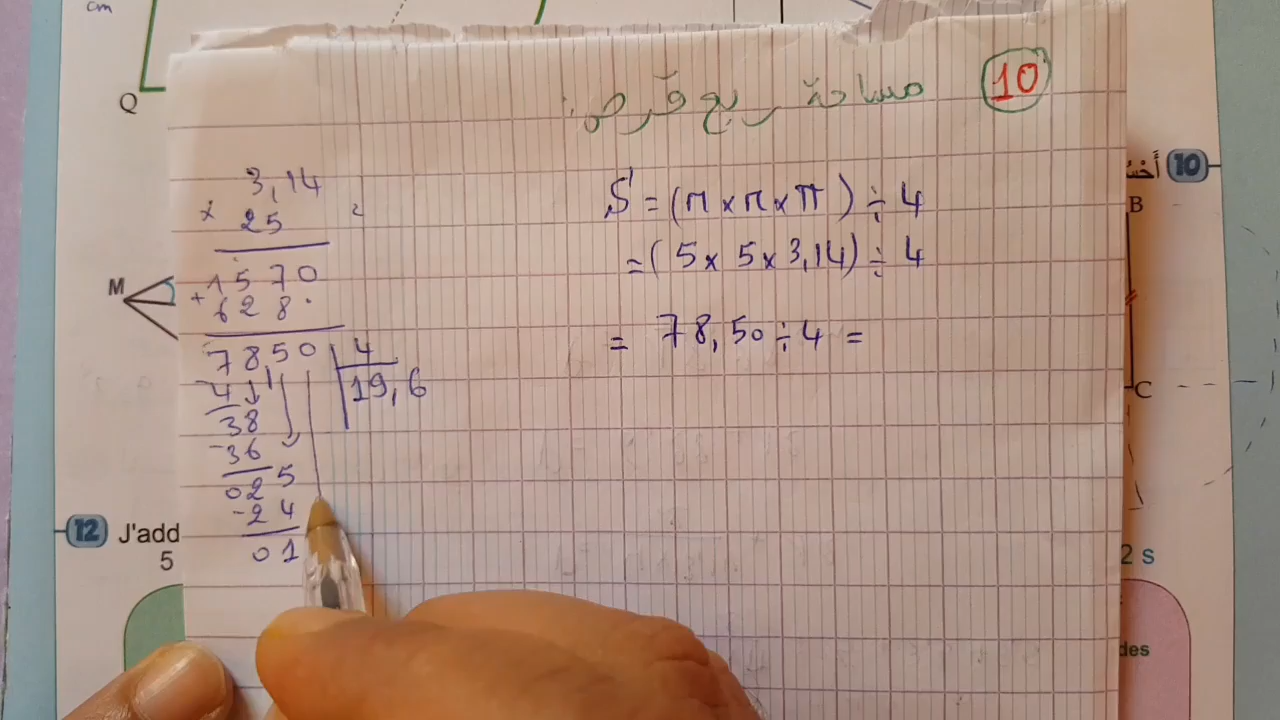 cm
Q
10
مساحة ربع قرص:
3,14
× 25
1570
+ 628·
7850 4
19,6
- 4
38
- 36
025
- 24
01
S = (π × π × π) ÷ 4
= (5 × 5 × 3,14) ÷ 4
= 78,50 ÷ 4 =
10
B
M
C
12 J'add
5
2 s
des